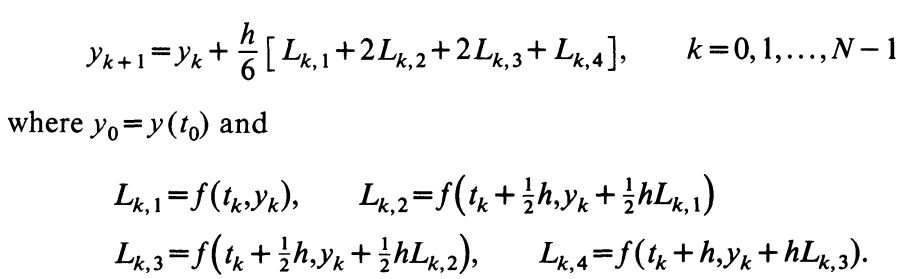 y_{k+1}=y_k+\frac{h}{6}[L_{k,1}+2L_{k,2}+2L_{k,3}+L_{k,4}], k=0,1,...,N-1
where y_0=y(t_0) and
L_{k,1}=f(t_k,y_k), L_{k,2}=f(t_k+\frac{1}{2}h,y_k+\frac{1}{2}hL_{k,1})
L_{k,3}=f(t_k+\frac{1}{2}h,y_k+\frac{1}{2}hL_{k,2}), L_{k,4}=f(t_k+h,y_k+hL_{k,3}).